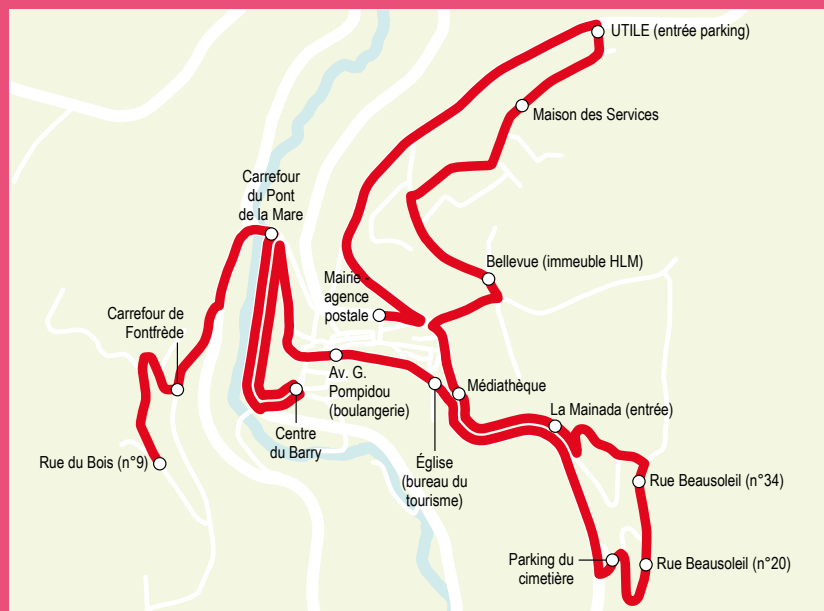 UTILE (entrée parking)
Maison des Services
Carrefour
du Pont
de la Mare
Bellevue (immeuble HLM)
Mairie -
agence
postale
Carrefour de
Fontfrède
Av. G.
Pompidou
(boulangerie)
Médiathèque
La Mainada (entrée)
Centre
du Barry
Rue du Bois (n°9)
Église
(bureau du
tourisme)
Rue Beausoleil (n°34)
Parking du
cimetière
Rue Beausoleil (n°20)